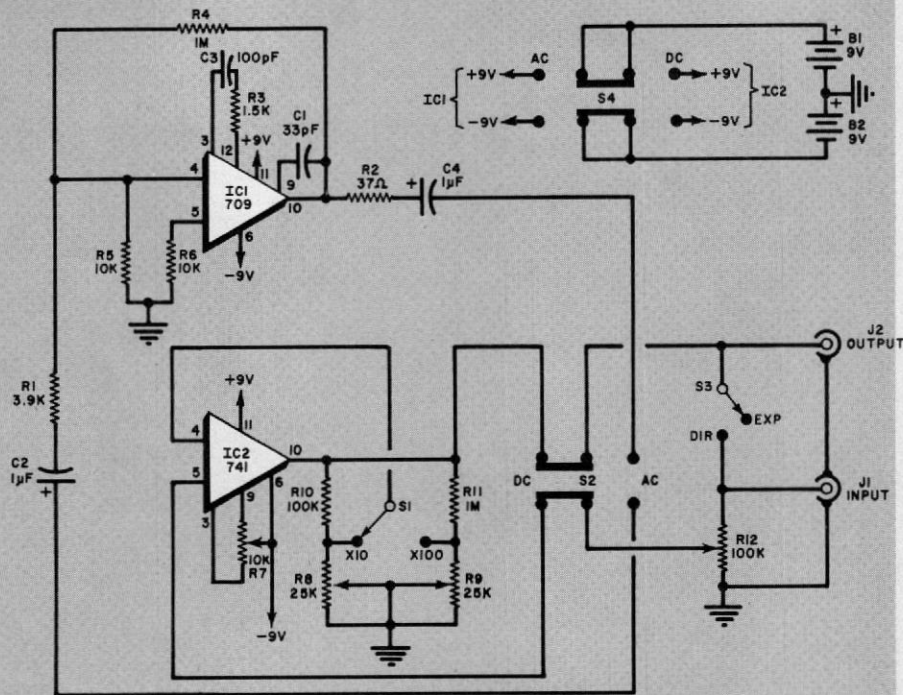 R4
1M
C3
100pF
R3
1.5K
C1
33pF
3
12
+9V
11
9
4
IC1
709
10
5
6
R5
10K
R6
10K
-9V
R2
37Ω
+
C4
1µF
AC
DC
IC1
+9V
-9V
S4
+9V
-9V
IC2
+
B1
9V
+
B2
9V
R1
3.9K
C2
1µF
+
+9V
11
4
IC2
741
10
5
9
6
3
10K
R7
-9V
R10
100K
S1
R11
1M
X10
X100
R8
25K
R9
25K
DC
S2
AC
J2
OUTPUT
S3
EXP
DIR
J1
INPUT
R12
100K